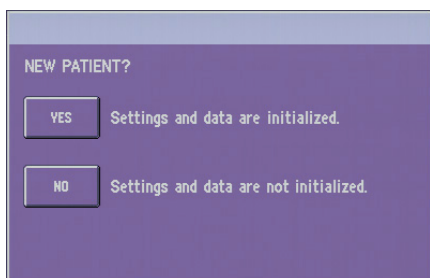 NEW PATIENT?
YES Settings and data are initialized.
NO Settings and data are not initialized.